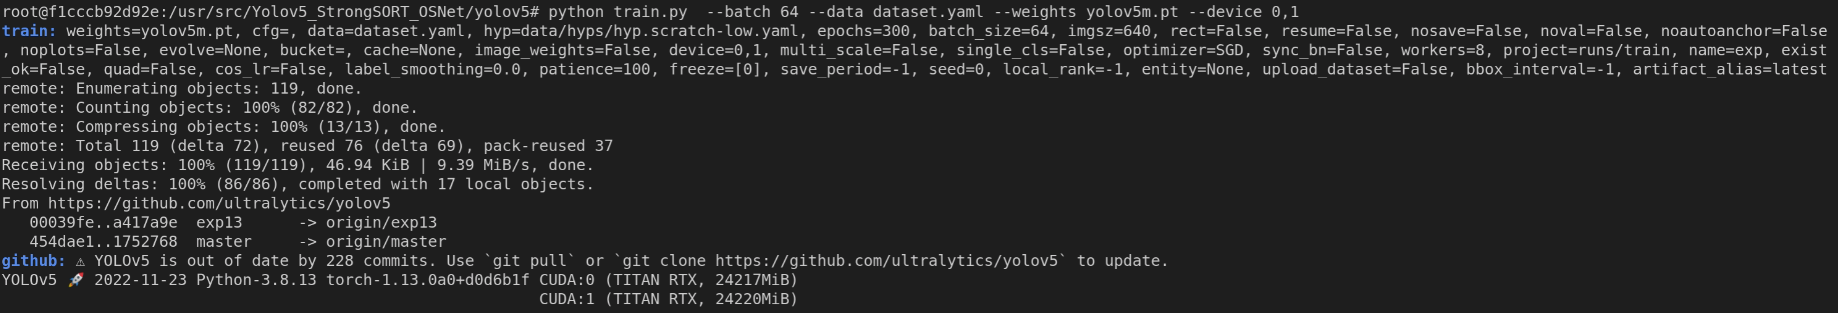 root@f1cccb92d92e:/usr/src/Yolov5_StrongSORT_OSNet/yolov5# python train.py  --batch 64 --data dataset.yaml --weights yolov5m.pt --device 0,1
train: weights=yolov5m.pt, cfg=, data=dataset.yaml, hyp=data/hyps/hyp.scratch-low.yaml, epochs=300, batch_size=64, imgsz=640, rect=False, resume=False, nosave=False, noval=False, noautoanchor=False
, noplots=False, evolve=None, bucket=, cache=None, image_weights=False, device=0,1, multi_scale=False, single_cls=False, optimizer=SGD, sync_bn=False, workers=8, project=runs/train, name=exp, exist
_ok=False, quad=False, cos_lr=False, label_smoothing=0.0, patience=100, freeze=[0], save_period=-1, seed=0, local_rank=-1, entity=None, upload_dataset=False, bbox_interval=-1, artifact_alias=latest
remote: Enumerating objects: 119, done.
remote: Counting objects: 100% (82/82), done.
remote: Compressing objects: 100% (13/13), done.
remote: Total 119 (delta 72), reused 76 (delta 69), pack-reused 37
Receiving objects: 100% (119/119), 46.94 KiB | 9.39 MiB/s, done.
Resolving deltas: 100% (86/86), completed with 17 local objects.
From https://github.com/ultralytics/yolov5
   00039fe..a417a9e  exp13      -> origin/exp13
   454dae1..1752768  master     -> origin/master
github: ⚠ YOLOv5 is out of date by 228 commits. Use `git pull` or `git clone https://github.com/ultralytics/yolov5` to update.
YOLOv5 🚀 2022-11-23 Python-3.8.13 torch-1.13.0a0+d0d6b1f CUDA:0 (TITAN RTX, 24217MiB)
                                                          CUDA:1 (TITAN RTX, 24220MiB)